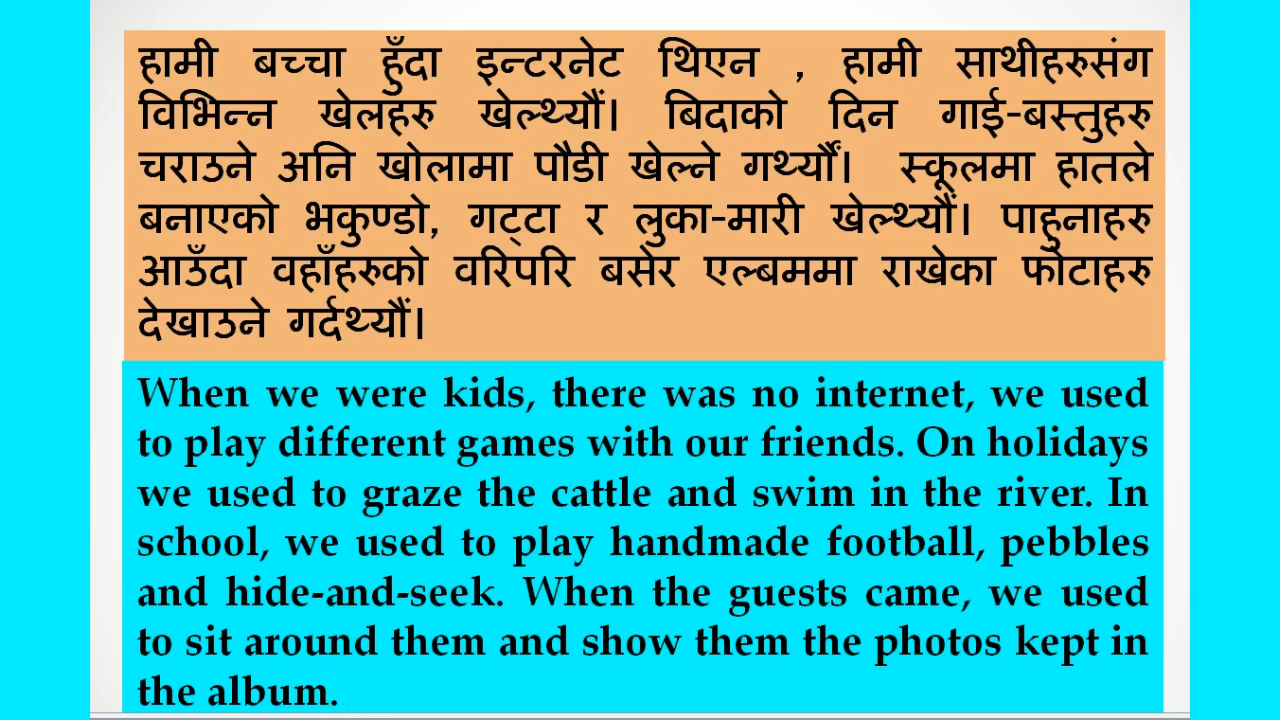 हामी बच्चा हुँदा इन्टरनेट थिएन , हामी साथीहरुसंग
विभिन्न खेलहरु खेल्थ्यौं। बिदाको दिन गाई-बस्तुहरु
चराउने अनि खोलामा पौडी खेल्ने गर्थ्यौं। स्कूलमा हातले
बनाएको भकुण्डो, गट्टा र लुका-मारी खेल्थ्यौं। पाहुनाहरु
आउँदा वहाँहरुको वरिपरि बसेर एल्बममा राखेका फोटाहरु
देखाउने गर्दथ्यौं।
When we were kids, there was no internet, we used
to play different games with our friends. On holidays
we used to graze the cattle and swim in the river. In
school, we used to play handmade football, pebbles
and hide-and-seek. When the guests came, we used
to sit around them and show them the photos kept in
the album.